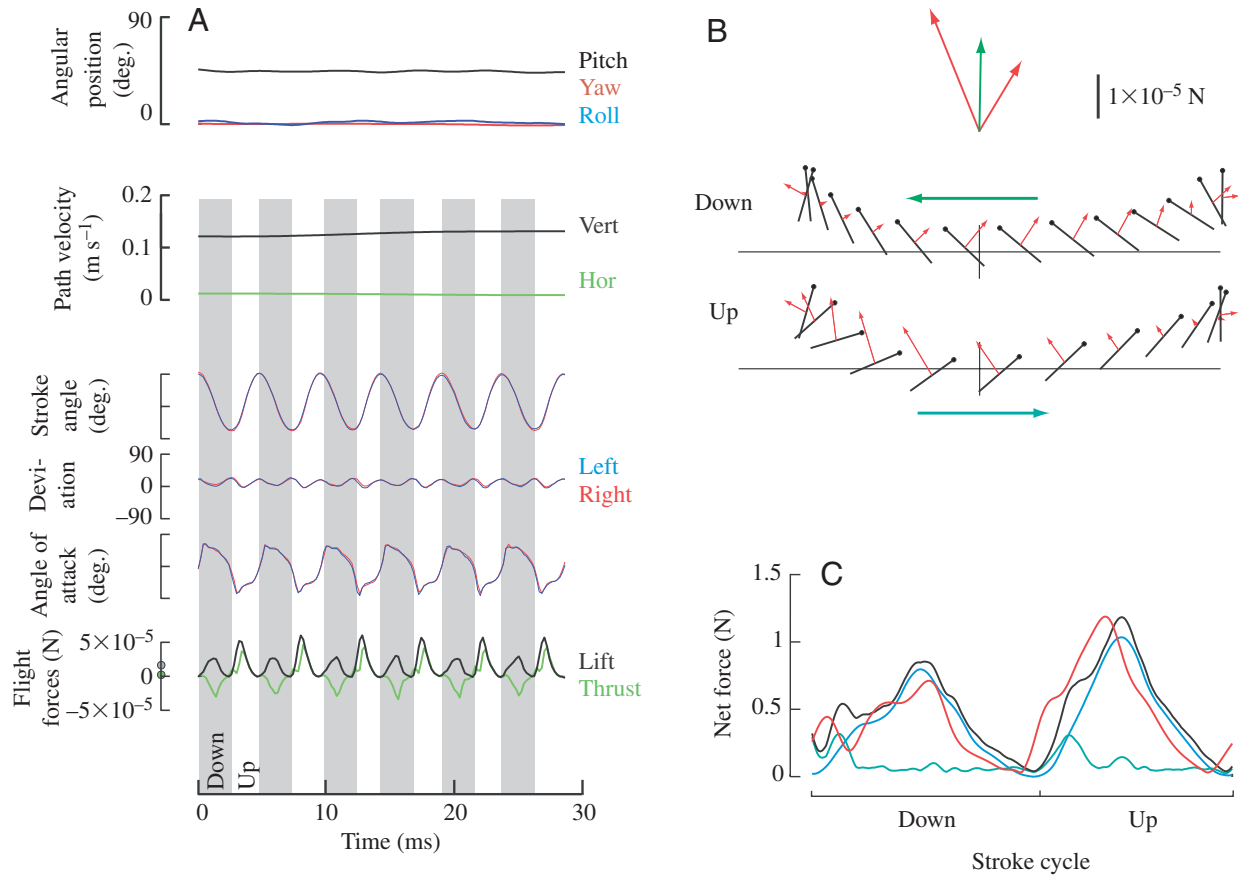 A
90
0
Angular
position
(deg.)
Pitch
Yaw
Roll
0.2
0.1
0
Path velocity
(m s−1)
Vert
Hor
Stroke
angle
(deg.)
90
0
−90
Devi-
ation
Left
Right
Angle of
attack
(deg.)
5×10−5
0
−5×10−5
Flight
forces (N)
Lift
Thrust
Down
Up
0 10 20 30
Time (ms)
B
1×10−5 N
Down
Up
C
1.5
1
0.5
0
Net force (N)
Down Up
Stroke cycle